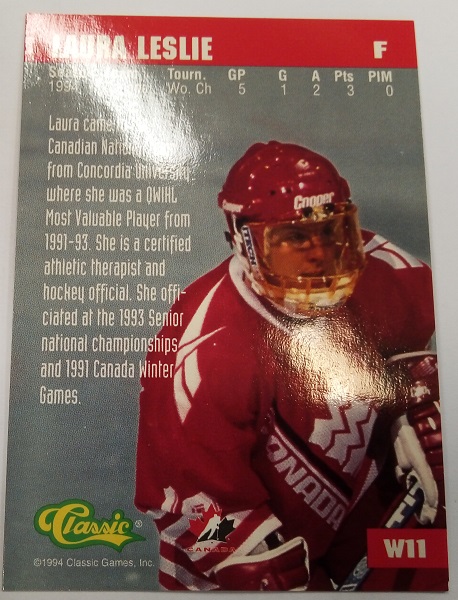 LAURA LESLIE F
Tourn. GP G A Pts PIM
1994 Wo. Ch 5 1 2 3 0
Laura came
Canadian
from Concordia University
where she was a QWIHL
Most Valuable Player from
1991-93. She is a certified
athletic therapist and
hockey official. She offi-
ciated at the 1993 Senior
national championships
and 1991 Canada Winter
Games.
Cooper
CANADA
Classic ®
CANADA
©1994 Classic Games, Inc.
W11